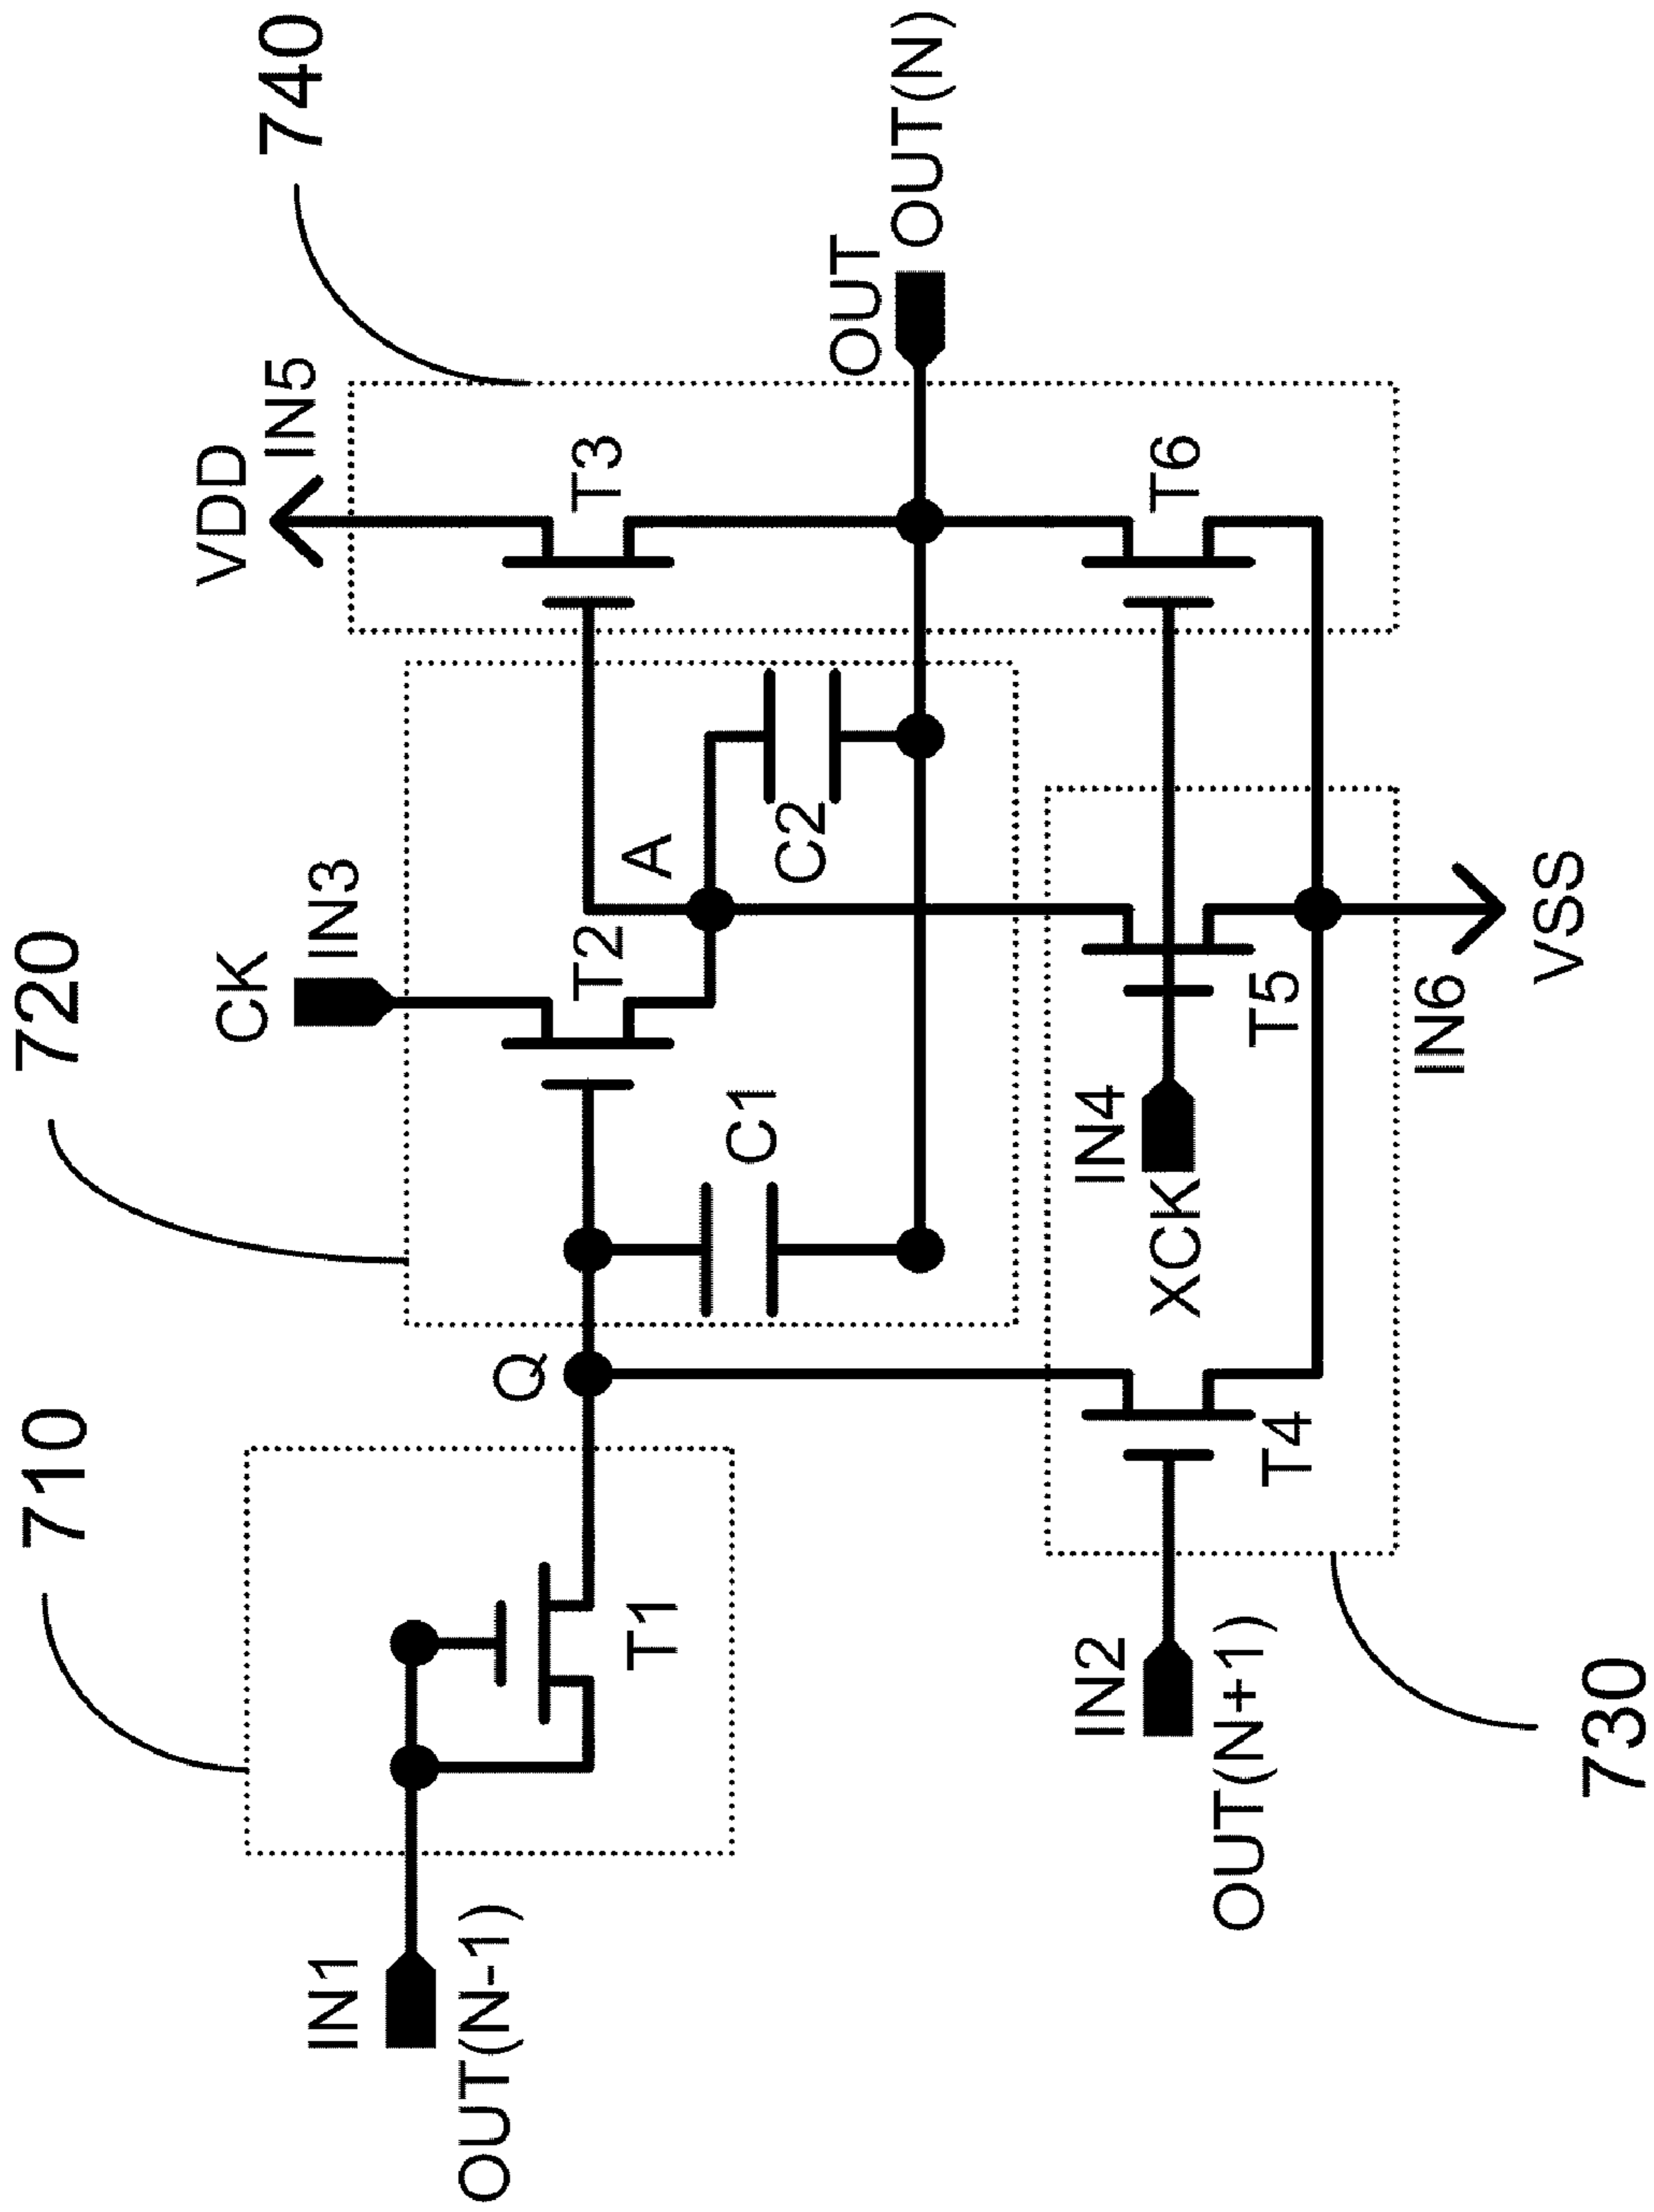 710
720
740
VDD
IN5
CK
IN3
IN1
OUT(N-1)
T1
Q
T2
T3
A
C1
C2
OUT
OUT(N)
IN4
XCK
IN2
OUT(N+1)
T4
T5
T6
IN6
VSS
730